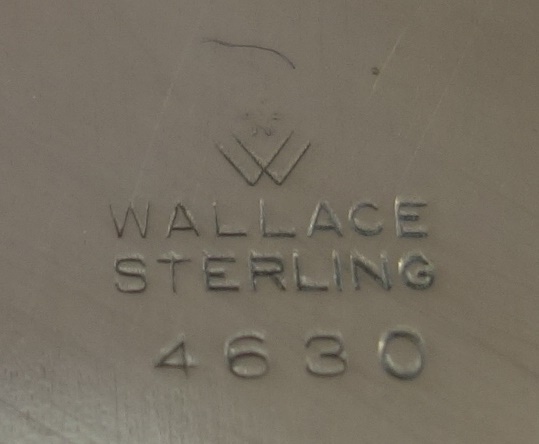 W
WALLACE
STERLING
4630